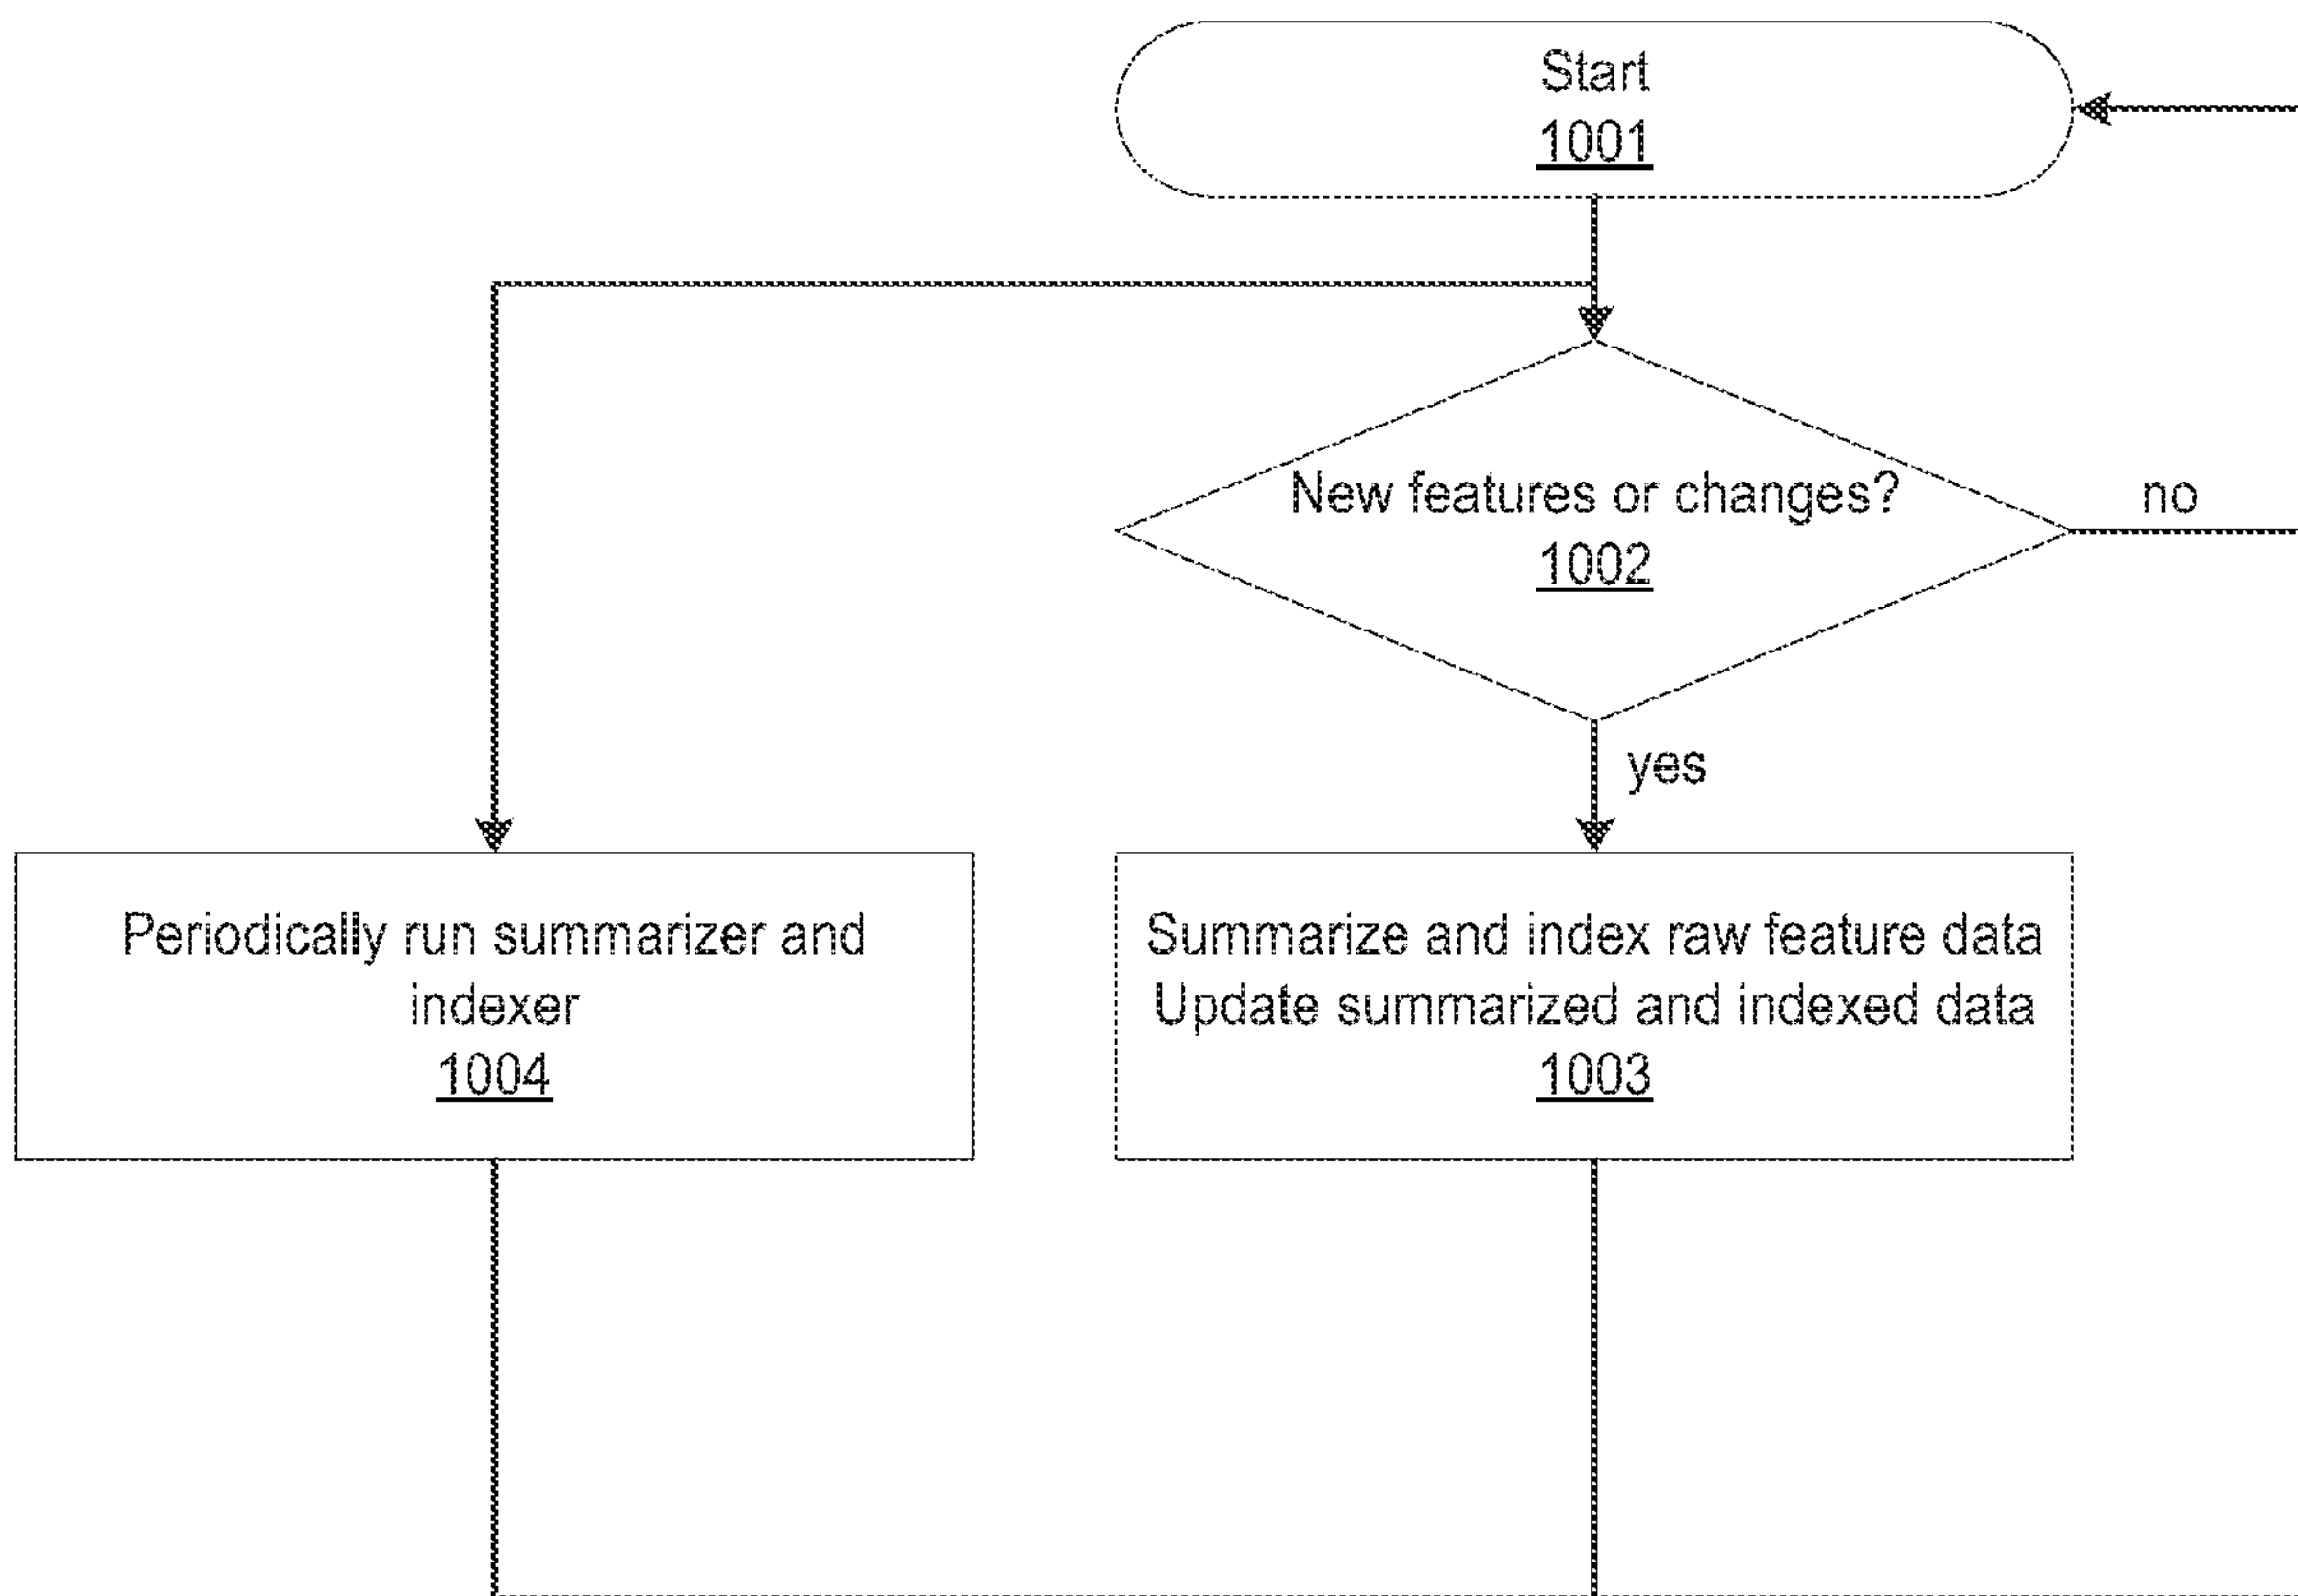 Start
1001
New features or changes?
1002
no
yes
Periodically run summarizer and
indexer
1004
Summarize and index raw feature data
Update summarized and indexed data
1003